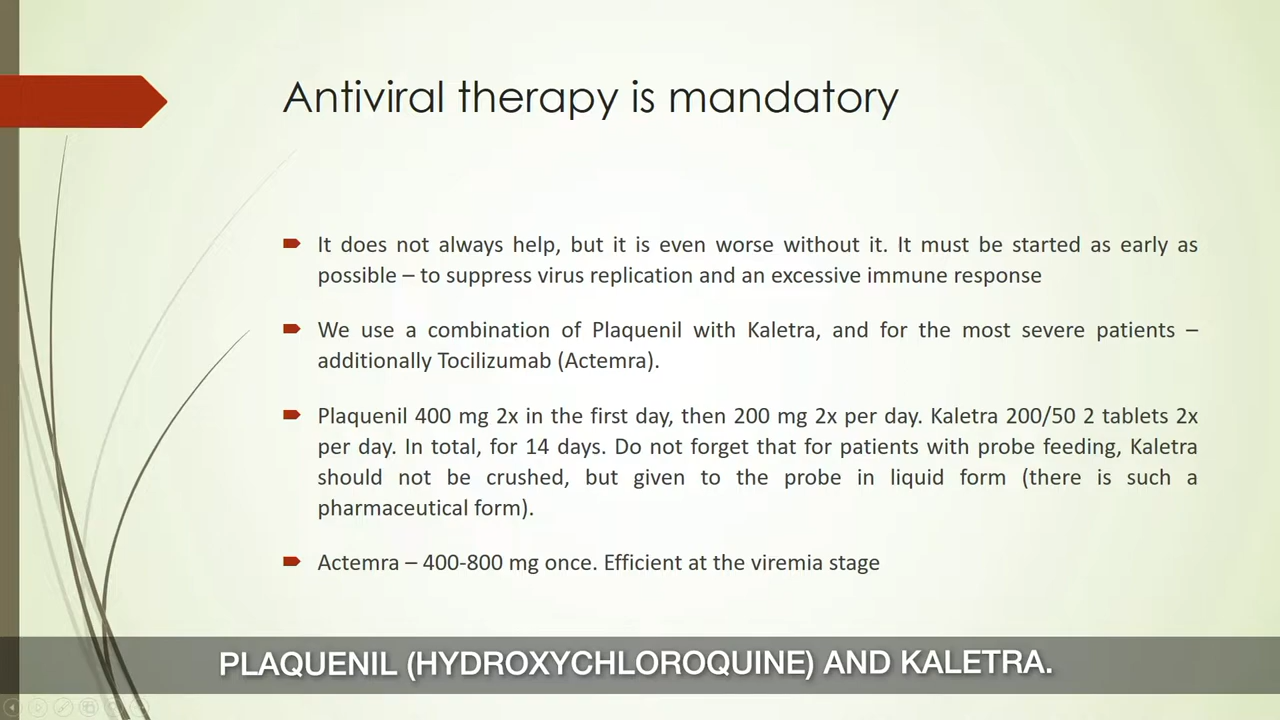 Antiviral therapy is mandatory
It does not always help, but it is even worse without it. It must be started as early as
possible – to suppress virus replication and an excessive immune response
We use a combination of Plaquenil with Kaletra, and for the most severe patients –
additionally Tocilizumab (Actemra).
Plaquenil 400 mg 2x in the first day, then 200 mg 2x per day. Kaletra 200/50 2 tablets 2x
per day. In total, for 14 days. Do not forget that for patients with probe feeding, Kaletra
should not be crushed, but given to the probe in liquid form (there is such a
pharmaceutical form).
Actemra – 400-800 mg once. Efficient at the viremia stage
PLAQUENIL (HYDROXYCHLOROQUINE) AND KALETRA.